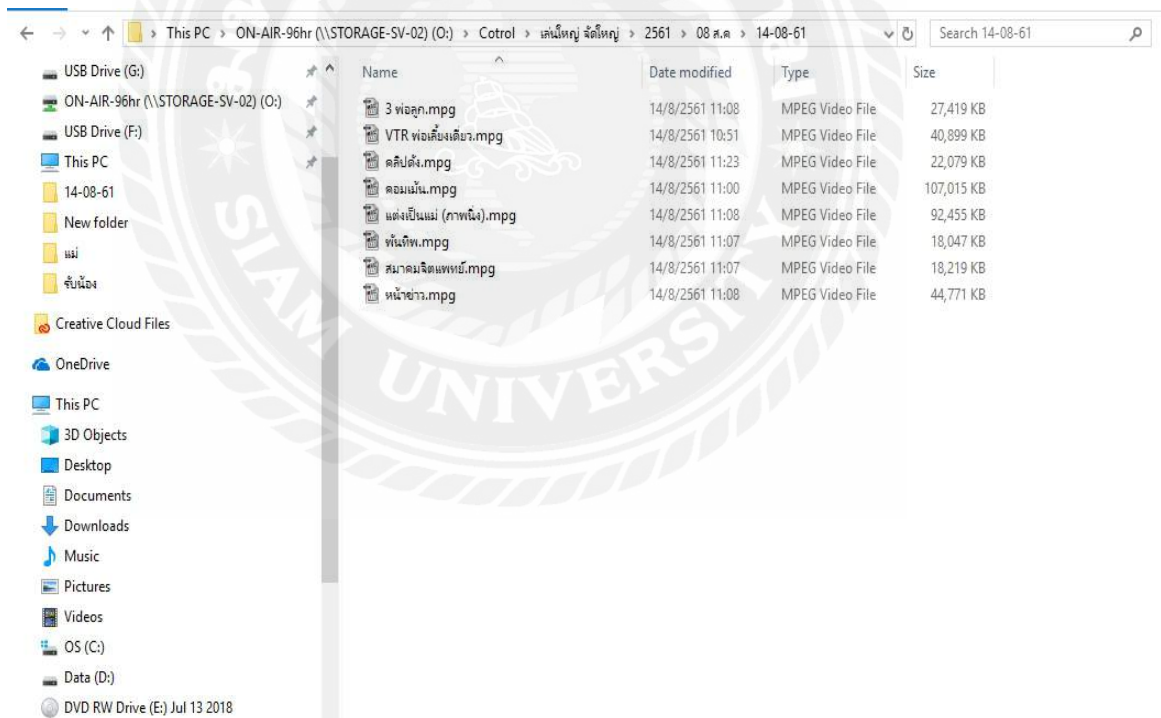 This PC > ON-AIR-96hr (\\STORAGE-SV-02) (O:) > Cotrol > เล่นใหญ่ จัดใหญ่ > 2561 > 08 ส.ค > 14-08-61
Search 14-08-61
USB Drive (G:)
ON-AIR-96hr (\\STORAGE-SV-02) (O:)
USB Drive (F:)
This PC
14-08-61
New folder
แม่
รับน้อง
Creative Cloud Files
OneDrive
This PC
3D Objects
Desktop
Documents
Downloads
Music
Pictures
Videos
OS (C:)
Data (D:)
DVD RW Drive (E:) Jul 13 2018
Name Date modified Type Size
3 พ่อลูก.mpg 14/8/2561 11:08 MPEG Video File 27,419 KB
VTR พ่อเลี้ยงเดี่ยว.mpg 14/8/2561 10:51 MPEG Video File 40,899 KB
คลิปดัง.mpg 14/8/2561 11:23 MPEG Video File 22,079 KB
คอมเม้น.mpg 14/8/2561 11:00 MPEG Video File 107,015 KB
แต่งเป็นแม่ (ภาพนิ่ง).mpg 14/8/2561 11:08 MPEG Video File 92,455 KB
พันทิพ.mpg 14/8/2561 11:07 MPEG Video File 18,047 KB
สมาคมจิตแพทย์.mpg 14/8/2561 11:07 MPEG Video File 18,219 KB
หน้าข่าว.mpg 14/8/2561 11:08 MPEG Video File 44,771 KB
SIAM UNIVERSITY